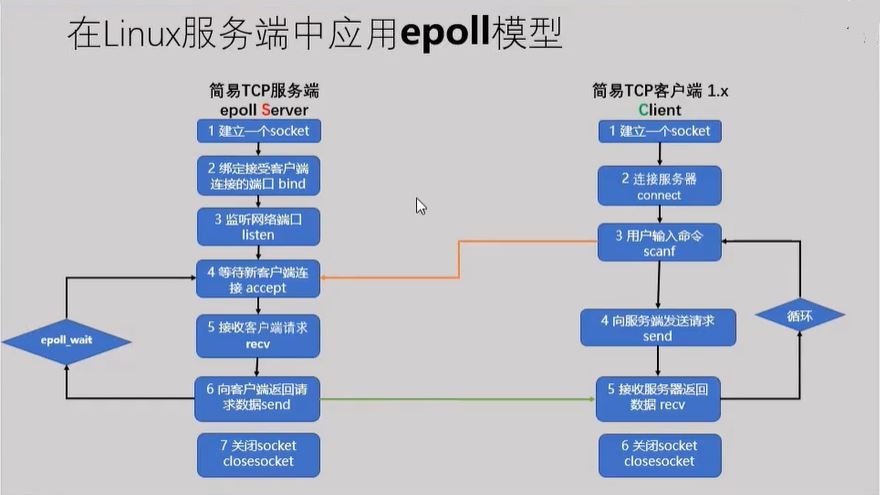 在Linux服务端中应用epoll模型
简易TCP服务端
epoll Server
1 建立一个socket
2 绑定接受客户端
连接的端口 bind
3 监听网络端口
listen
4 等待新客户端连
接 accept
5 接收客户端请求
recv
6 向客户端返回请
求数据send
7 关闭socket
closesocket
epoll_wait
简易TCP客户端 1.x
Client
1 建立一个socket
2 连接服务器
connect
3 用户输入命令
scanf
4 向服务端发送请求
send
5 接收服务器返回
数据 recv
6 关闭socket
closesocket
循环